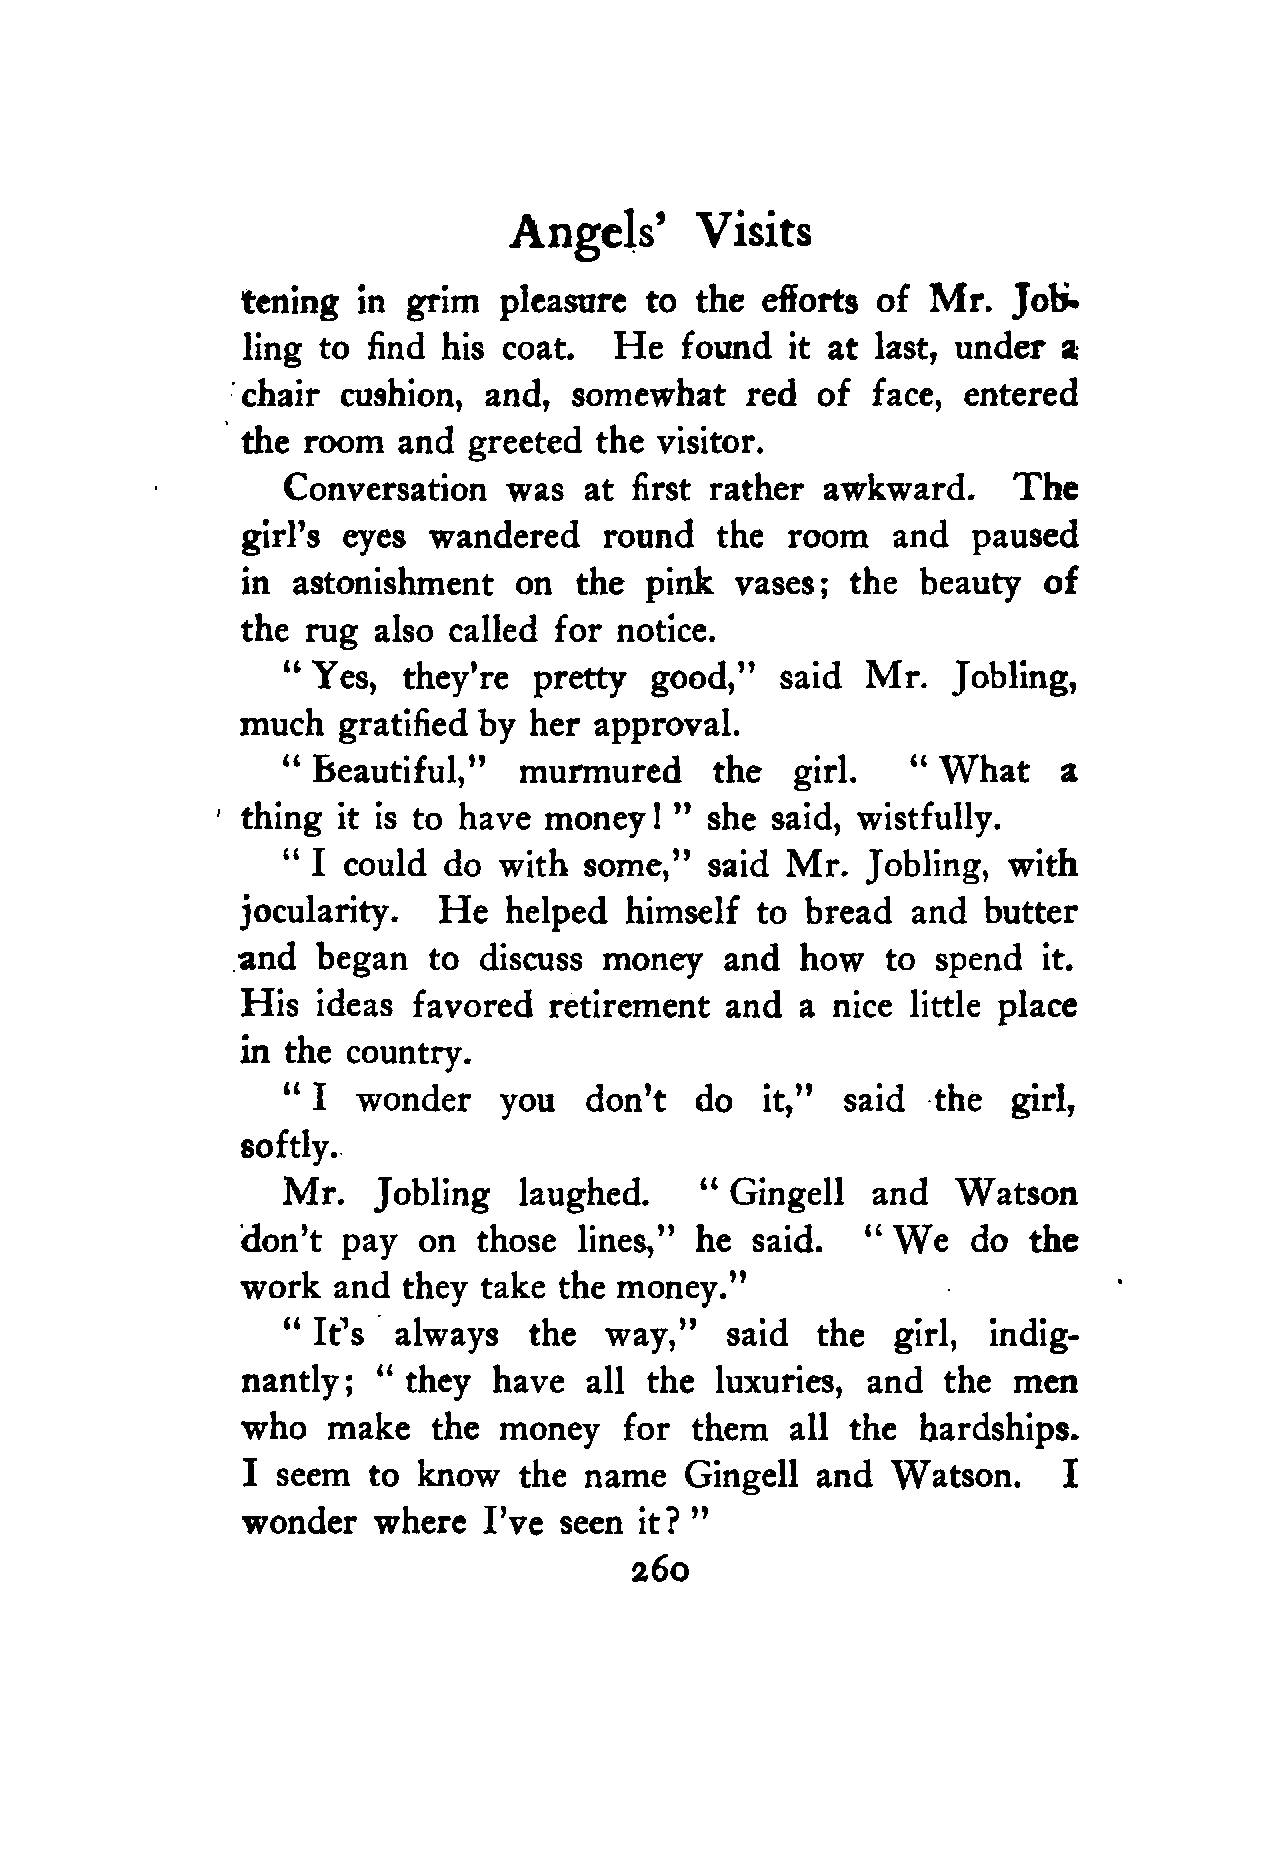 Angels' Visits
tening in grim pleasure to the efforts of Mr. Job-
ling to find his coat. He found it at last, under a
chair cushion, and, somewhat red of face, entered
the room and greeted the visitor.
Conversation was at first rather awkward. The
girl's eyes wandered round the room and paused
in astonishment on the pink vases; the beauty of
the rug also called for notice.
" Yes, they're pretty good," said Mr. Jobling,
much gratified by her approval.
" Beautiful," murmured the girl. " What a
thing it is to have money! " she said, wistfully.
" I could do with some," said Mr. Jobling, with
jocularity. He helped himself to bread and butter
and began to discuss money and how to spend it.
His ideas favored retirement and a nice little place
in the country.
" I wonder you don't do it," said the girl,
softly.
Mr. Jobling laughed. " Gingell and Watson
don't pay on those lines," he said. " We do the
work and they take the money."
" It's always the way," said the girl, indig-
nantly; " they have all the luxuries, and the men
who make the money for them all the hardships.
I seem to know the name Gingell and Watson. I
wonder where I've seen it? "
260